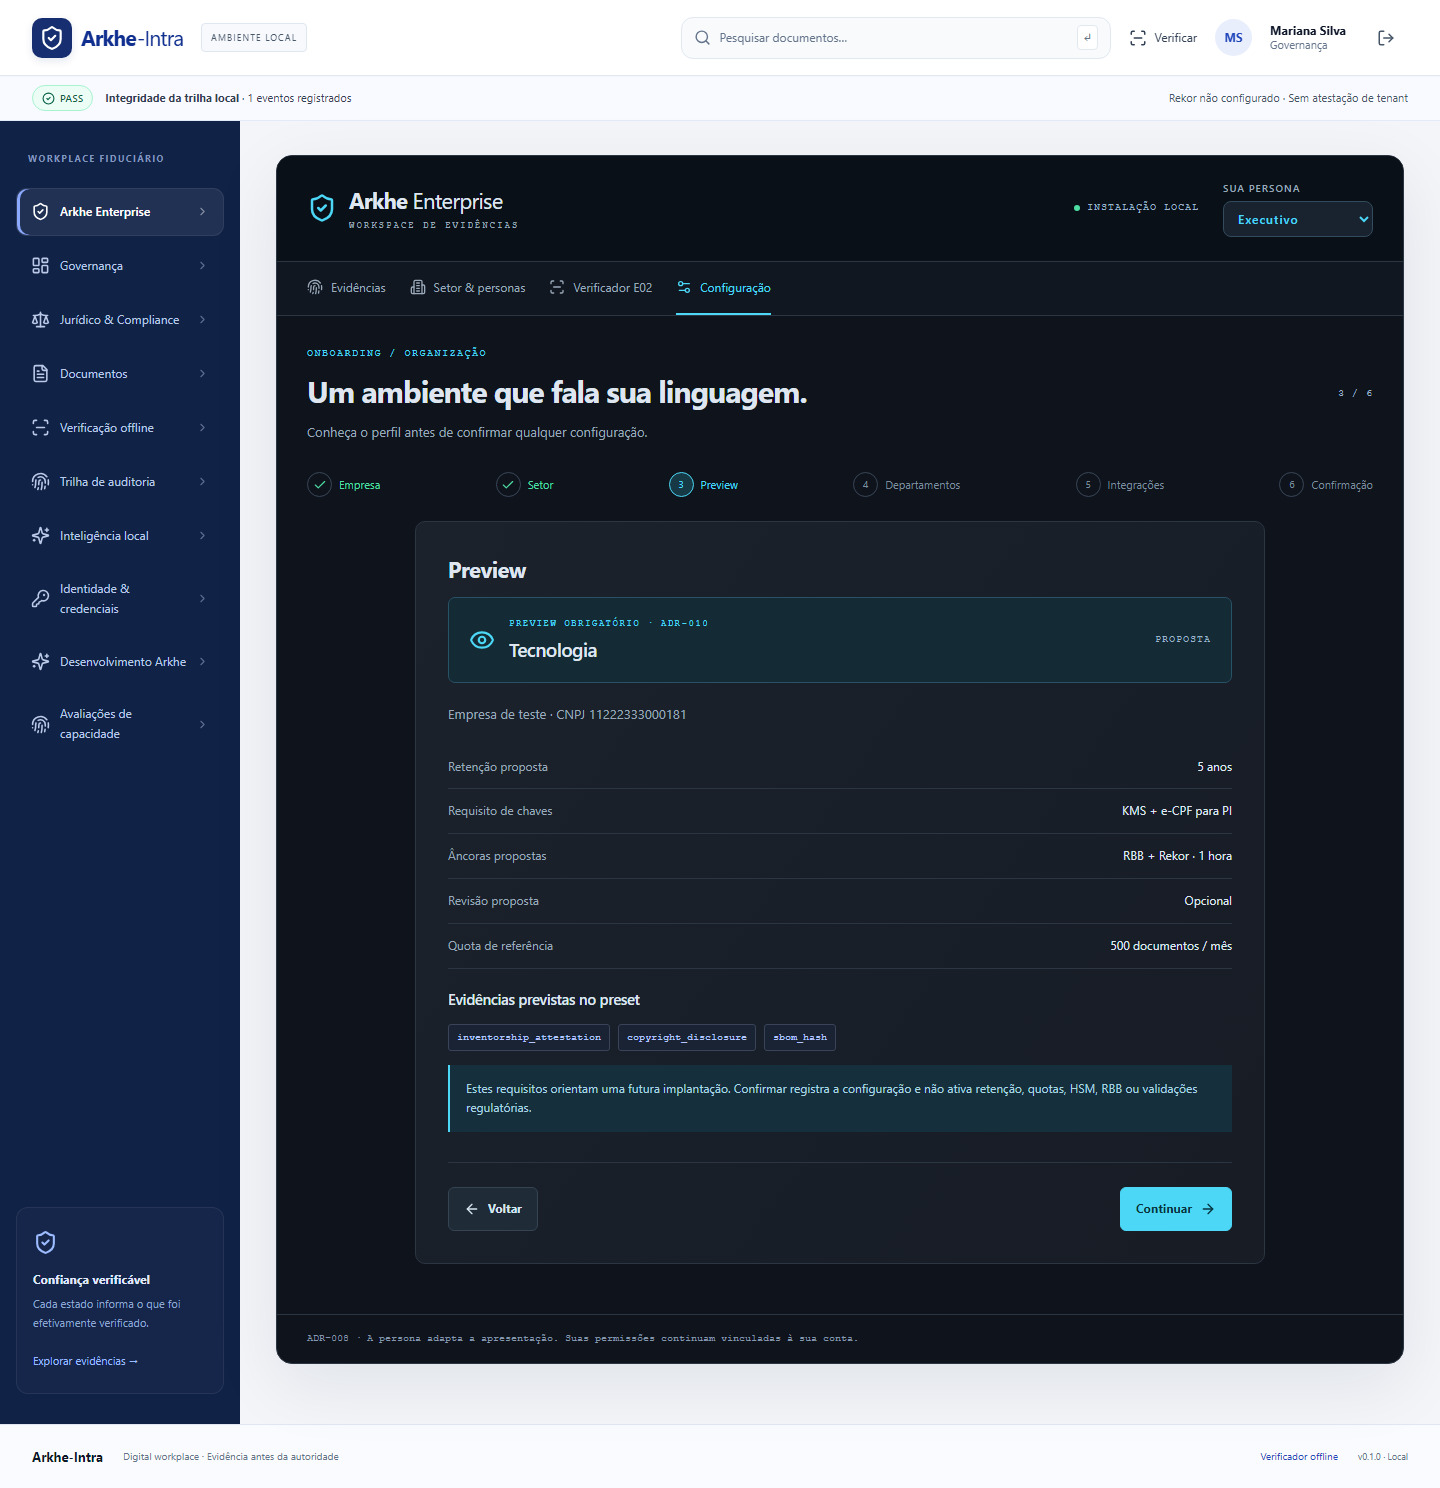 Arkhe-Intra
AMBIENTE LOCAL
Pesquisar documentos...
↵
Verificar
MS
Mariana Silva
Governança
PASS
Integridade da trilha local · 1 eventos registrados
Rekor não configurado · Sem atestação de tenant
WORKPLACE FIDUCIÁRIO
Arkhe Enterprise
Governança
Jurídico & Compliance
Documentos
Verificação offline
Trilha de auditoria
Inteligência local
Identidade &
credenciais
Desenvolvimento Arkhe
Avaliações de
capacidade
Confiança verificável
Cada estado informa o que foi
efetivamente verificado.
Explorar evidências →
Arkhe Enterprise
WORKSPACE DE EVIDÊNCIAS
INSTALAÇÃO LOCAL
SUA PERSONA
Executivo
Evidências
Setor & personas
Verificador E02
Configuração
ONBOARDING / ORGANIZAÇÃO
Um ambiente que fala sua linguagem.
3 / 6
Conheça o perfil antes de confirmar qualquer configuração.
Empresa
Setor
3 Preview
4 Departamentos
5 Integrações
6 Confirmação
Preview
PREVIEW OBRIGATÓRIO · ADR-010
Tecnologia
PROPOSTA
Empresa de teste · CNPJ 11222333000181
Retenção proposta
5 anos
Requisito de chaves
KMS + e-CPF para PI
Âncoras propostas
RBB + Rekor · 1 hora
Revisão proposta
Opcional
Quota de referência
500 documentos / mês
Evidências previstas no preset
inventorship_attestation
copyright_disclosure
sbom_hash
Estes requisitos orientam uma futura implantação. Confirmar registra a configuração e não ativa retenção, quotas, HSM, RBB ou validações
regulatórias.
Voltar
Continuar
ADR-008 · A persona adapta a apresentação. Suas permissões continuam vinculadas à sua conta.
Arkhe-Intra
Digital workplace · Evidência antes da autoridade
Verificador offline
v0.1.0 · Local